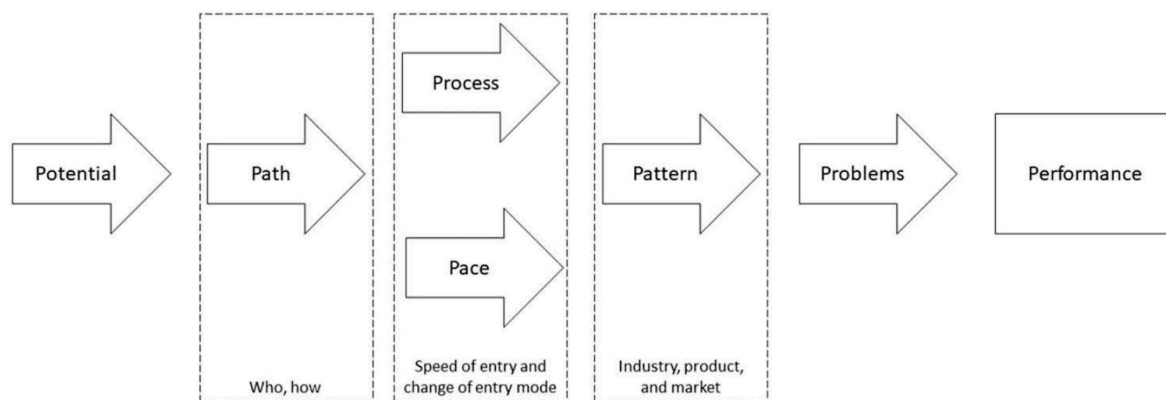 Potential
Path
Who, how
Process
Pace
Speed of entry and
change of entry mode
Pattern
Industry, product,
and market
Problems
Performance